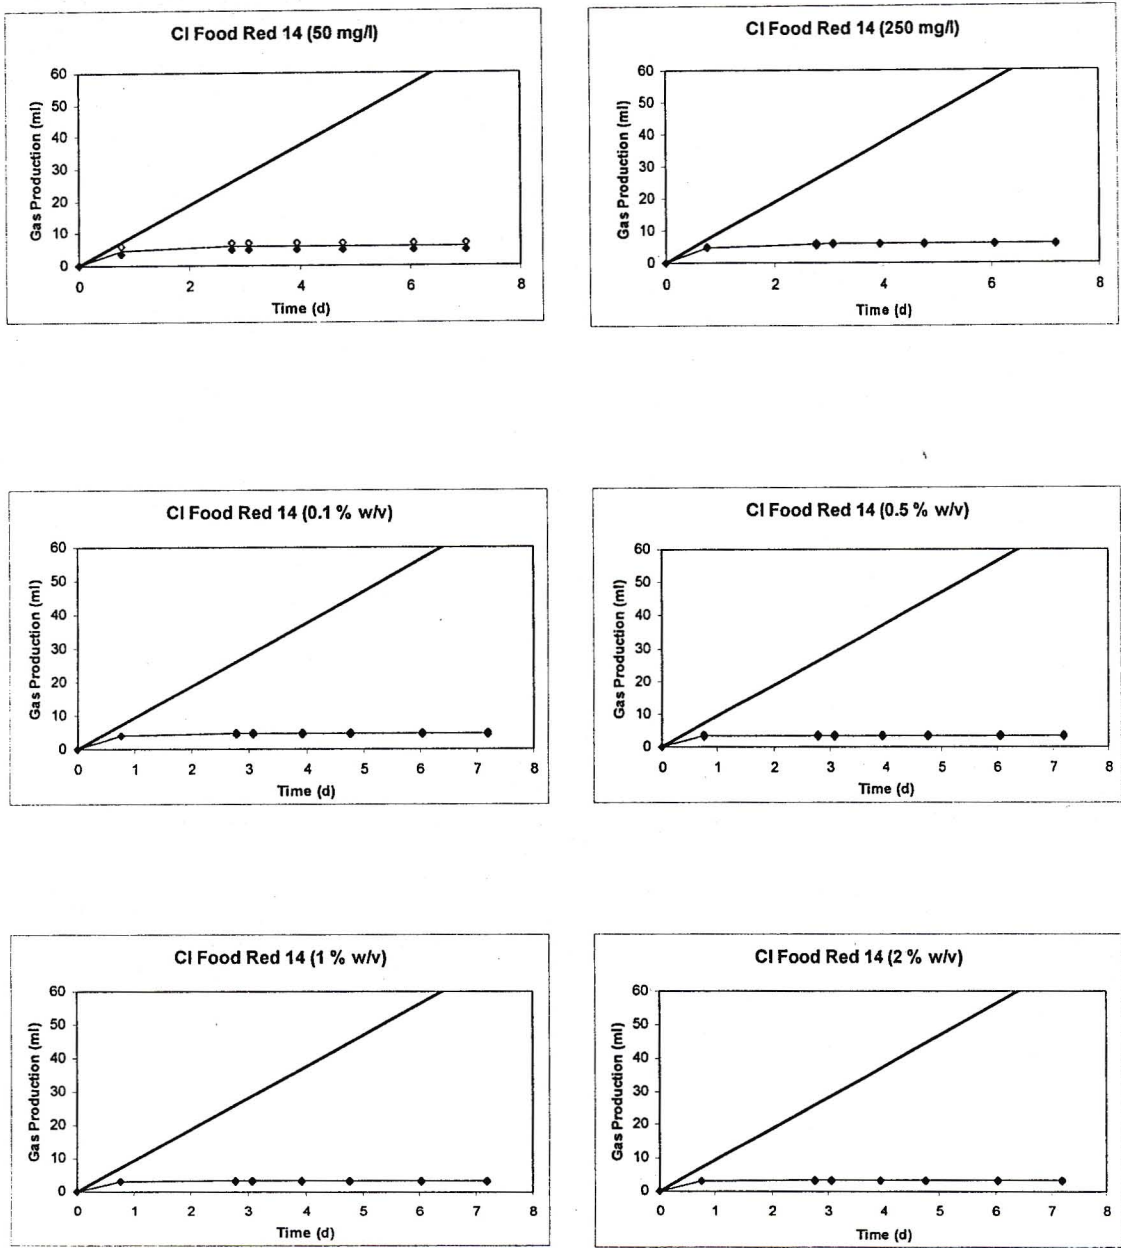 CI Food Red 14 (50 mg/l)
Gas Production (ml)
60
50
40
30
20
10
0
0 2 4 6 8
Time (d)
CI Food Red 14 (250 mg/l)
Gas Production (ml)
60
50
40
30
20
10
0
0 2 4 6 8
Time (d)
CI Food Red 14 (0.1 % w/v)
Gas Production (ml)
60
50
40
30
20
10
0
0 1 2 3 4 5 6 7 8
Time (d)
CI Food Red 14 (0.5 % w/v)
Gas Production (ml)
60
50
40
30
20
10
0
0 1 2 3 4 5 6 7 8
Time (d)
CI Food Red 14 (1 % w/v)
Gas Production (ml)
60
50
40
30
20
10
0
0 1 2 3 4 5 6 7 8
Time (d)
CI Food Red 14 (2 % w/v)
Gas Production (ml)
60
50
40
30
20
10
0
0 1 2 3 4 5 6 7 8
Time (d)